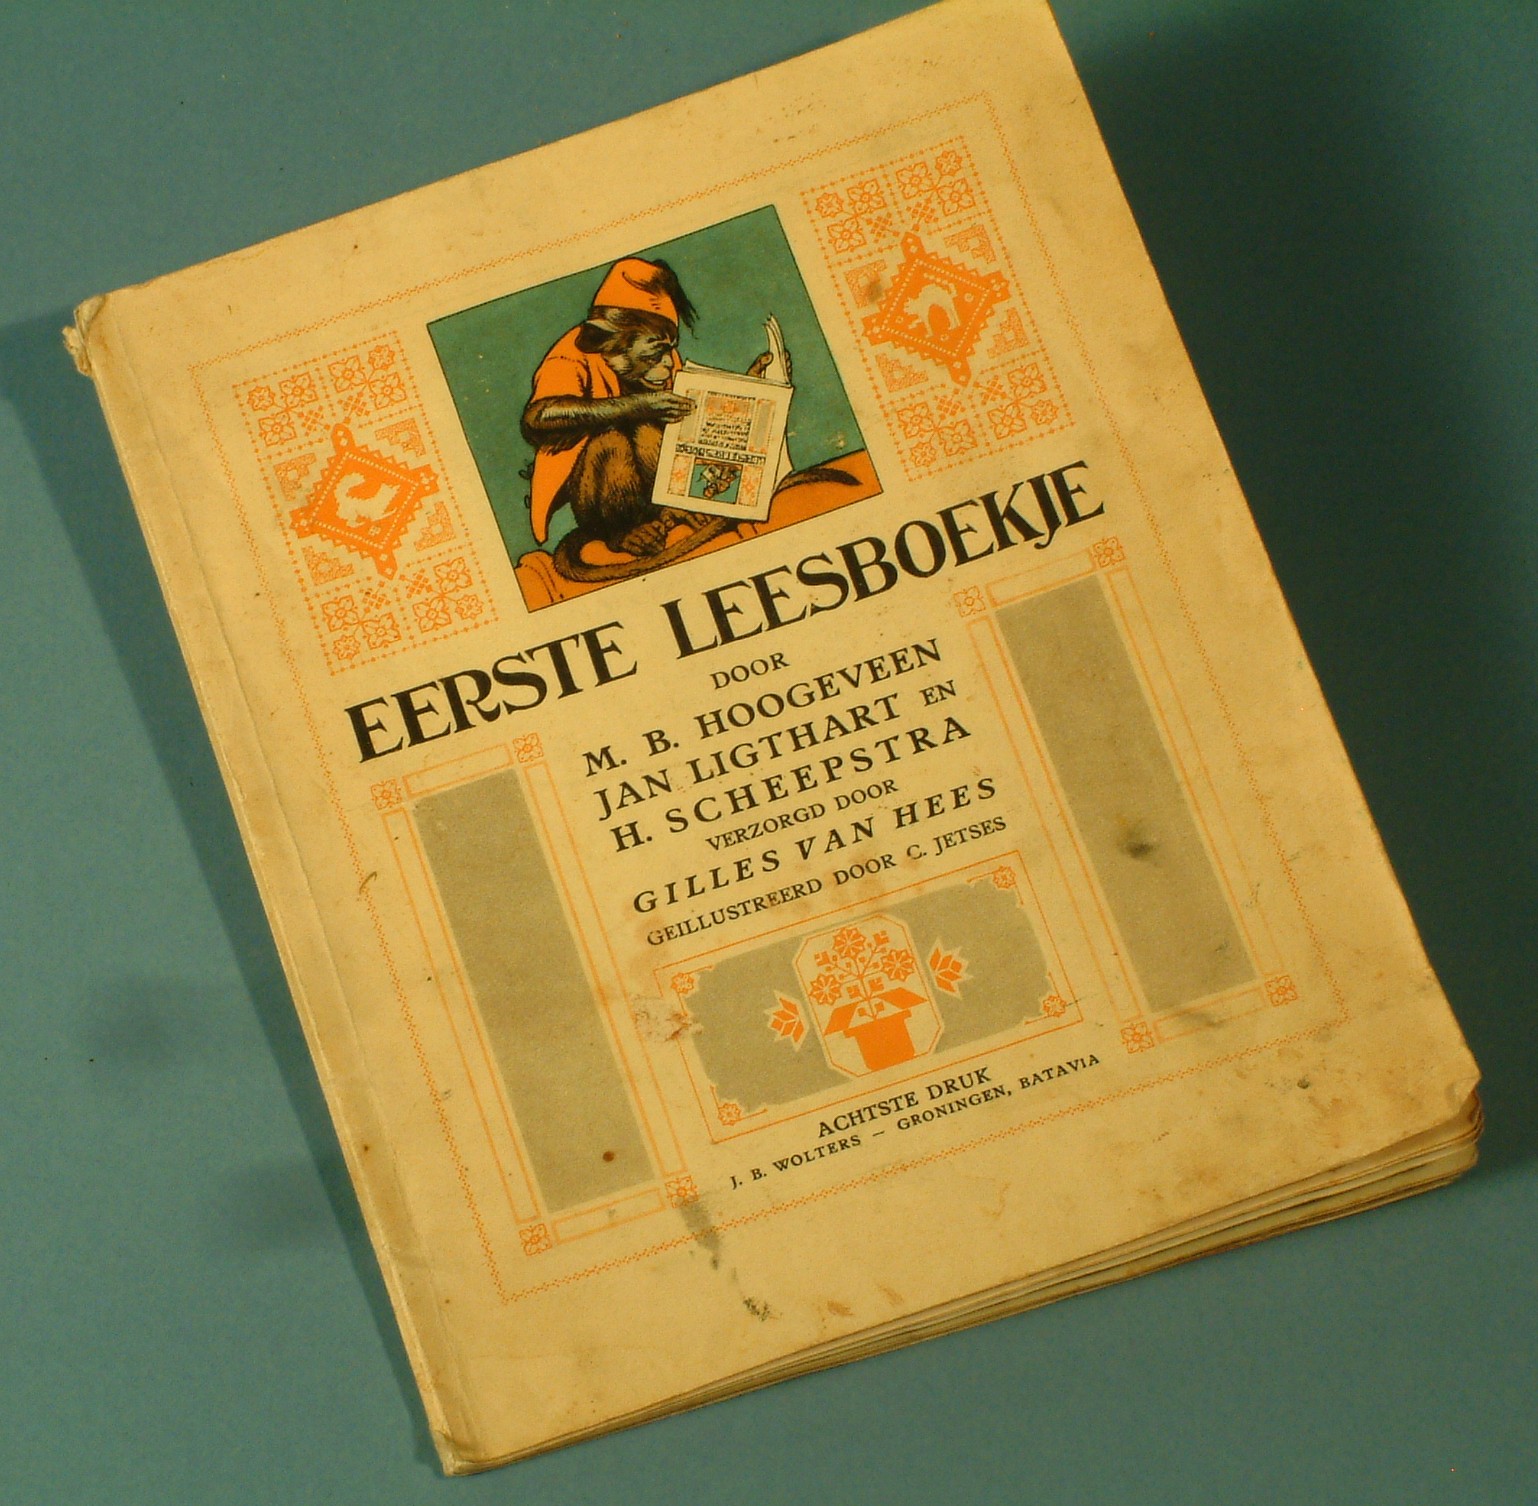 EERSTE LEESBOEKJE
DOOR
M. B. HOOGEVEEN
JAN LIGTHART EN
H. SCHEEPSTRA
VERZORGD DOOR
GILLES VAN HEES
GEILLUSTREERD DOOR C. JETSES
ACHTSTE DRUK
J. B. WOLTERS – GRONINGEN, BATAVIA